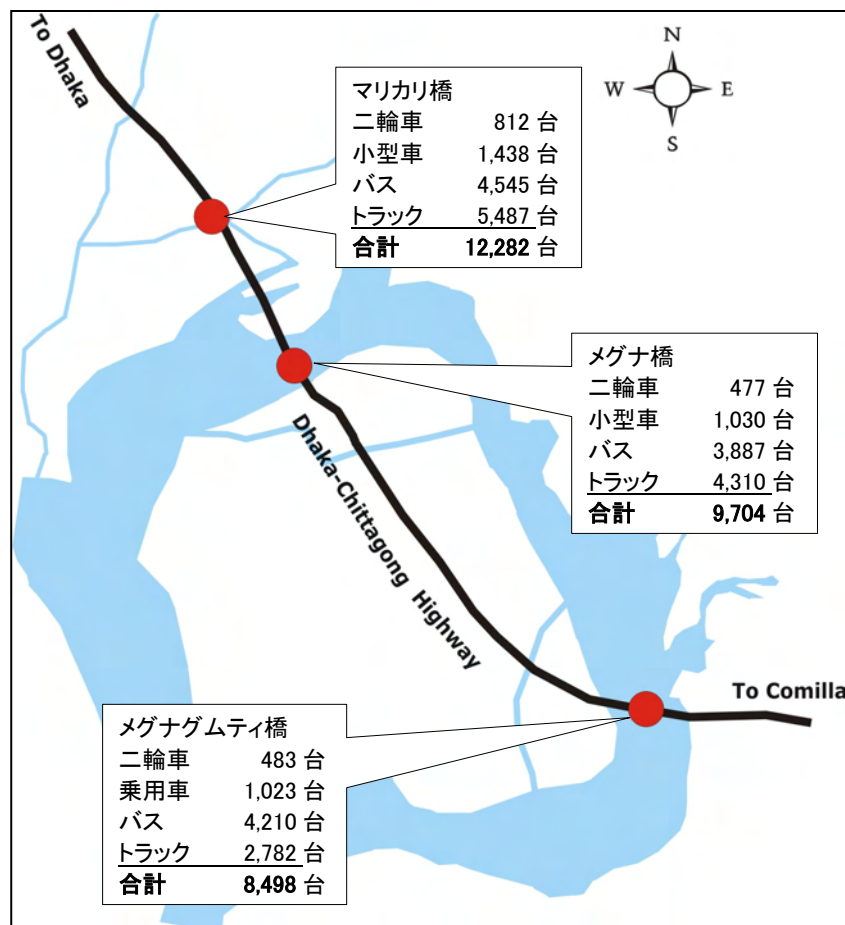 To Dhaka
N
W E
S
マリカリ橋
二輪車 812 台
小型車 1,438 台
バス 4,545 台
トラック 5,487 台
合計 12,282 台
メグナ橋
二輪車 477 台
小型車 1,030 台
バス 3,887 台
トラック 4,310 台
合計 9,704 台
Dhaka-Chittagong Highway
To Comilla
メグナグムティ橋
二輪車 483 台
乗用車 1,023 台
バス 4,210 台
トラック 2,782 台
合計 8,498 台